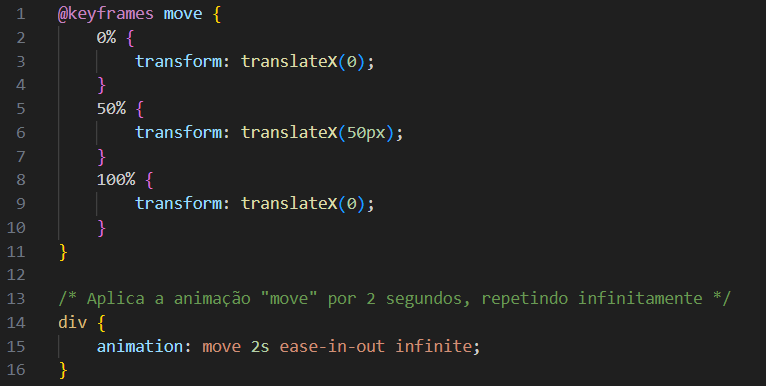 1 @keyframes move {
2     0% {
3         transform: translateX(0);
4     }
5     50% {
6         transform: translateX(50px);
7     }
8     100% {
9         transform: translateX(0);
10     }
11 }
12
13 /* Aplica a animação "move" por 2 segundos, repetindo infinitamente */
14 div {
15     animation: move 2s ease-in-out infinite;
16 }